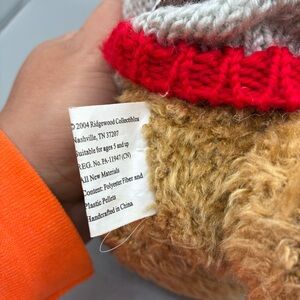 © 2004 Ridgewood Collectibles
Nashville, TN 37207
Suitable for ages 5 and up
REG. No. PA-11947 (CN)
All New Materials
Content: Polyester Fiber and
Plastic Pellets
Handcrafted in China